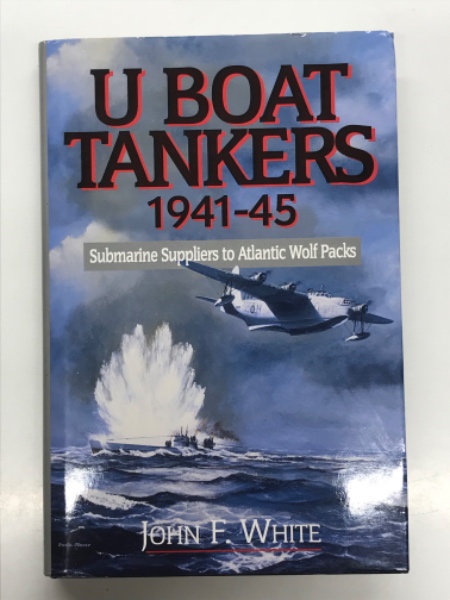 U BOAT
TANKERS
1941-45
Submarine Suppliers to Atlantic Wolf Packs
JOHN F. WHITE